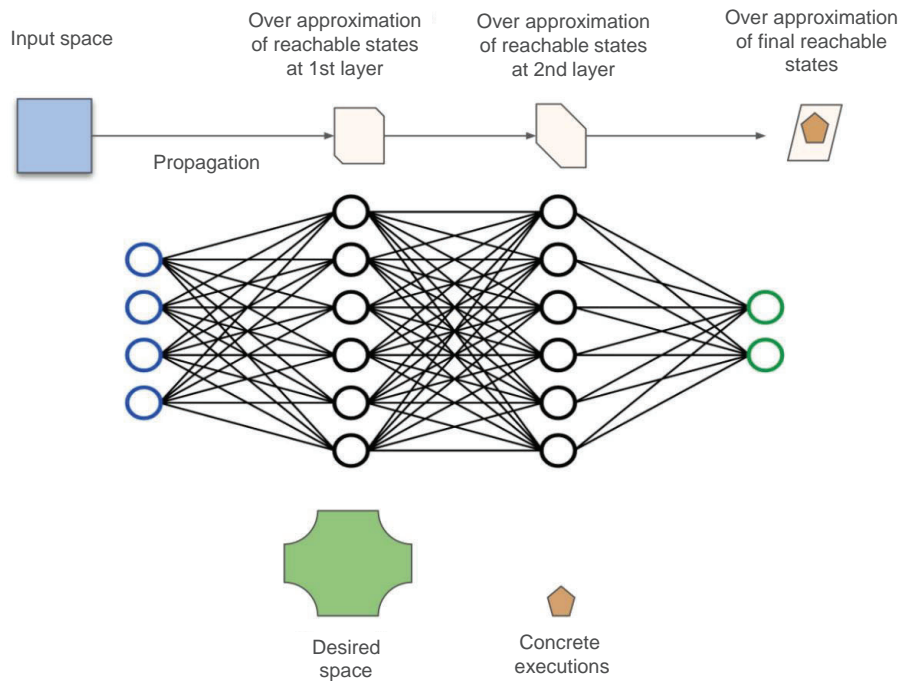 Input space
Over approximation
of reachable states
at 1st layer
Over approximation
of reachable states
at 2nd layer
Over approximation
of final reachable
states
Propagation
Desired
space
Concrete
executions